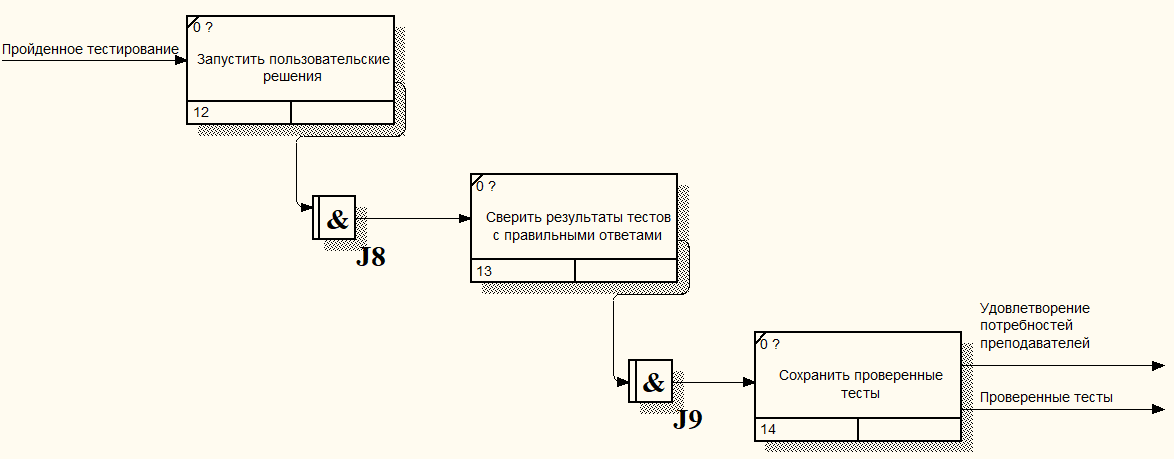 Пройденное тестирование
0 ?
Запустить пользовательские
решения
12
&
J8
0 ?
Сверить результаты тестов
с правильными ответами
13
&
J9
0 ?
Сохранить проверенные
тесты
14
Удовлетворение
потребностей
преподавателей
Проверенные тесты